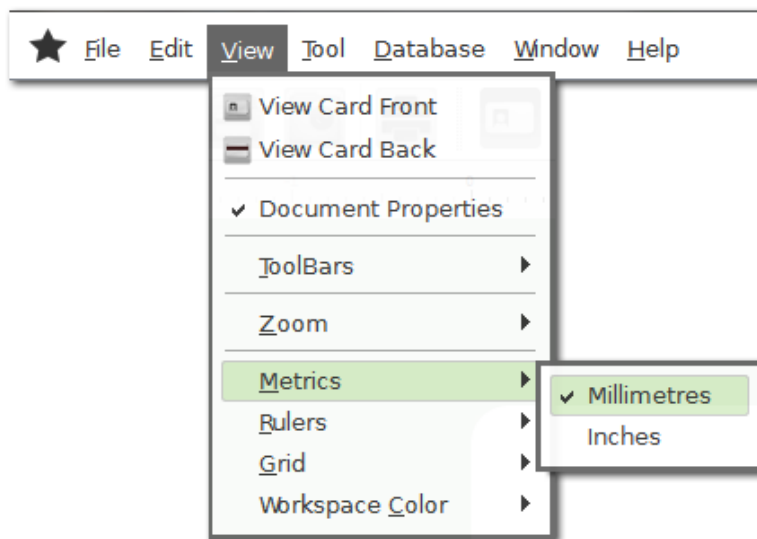 File Edit View Tool Database Window Help
View Card Front
View Card Back
Document Properties
ToolBars
Zoom
Metrics
Millimetres
Rulers
Inches
Grid
Workspace Color